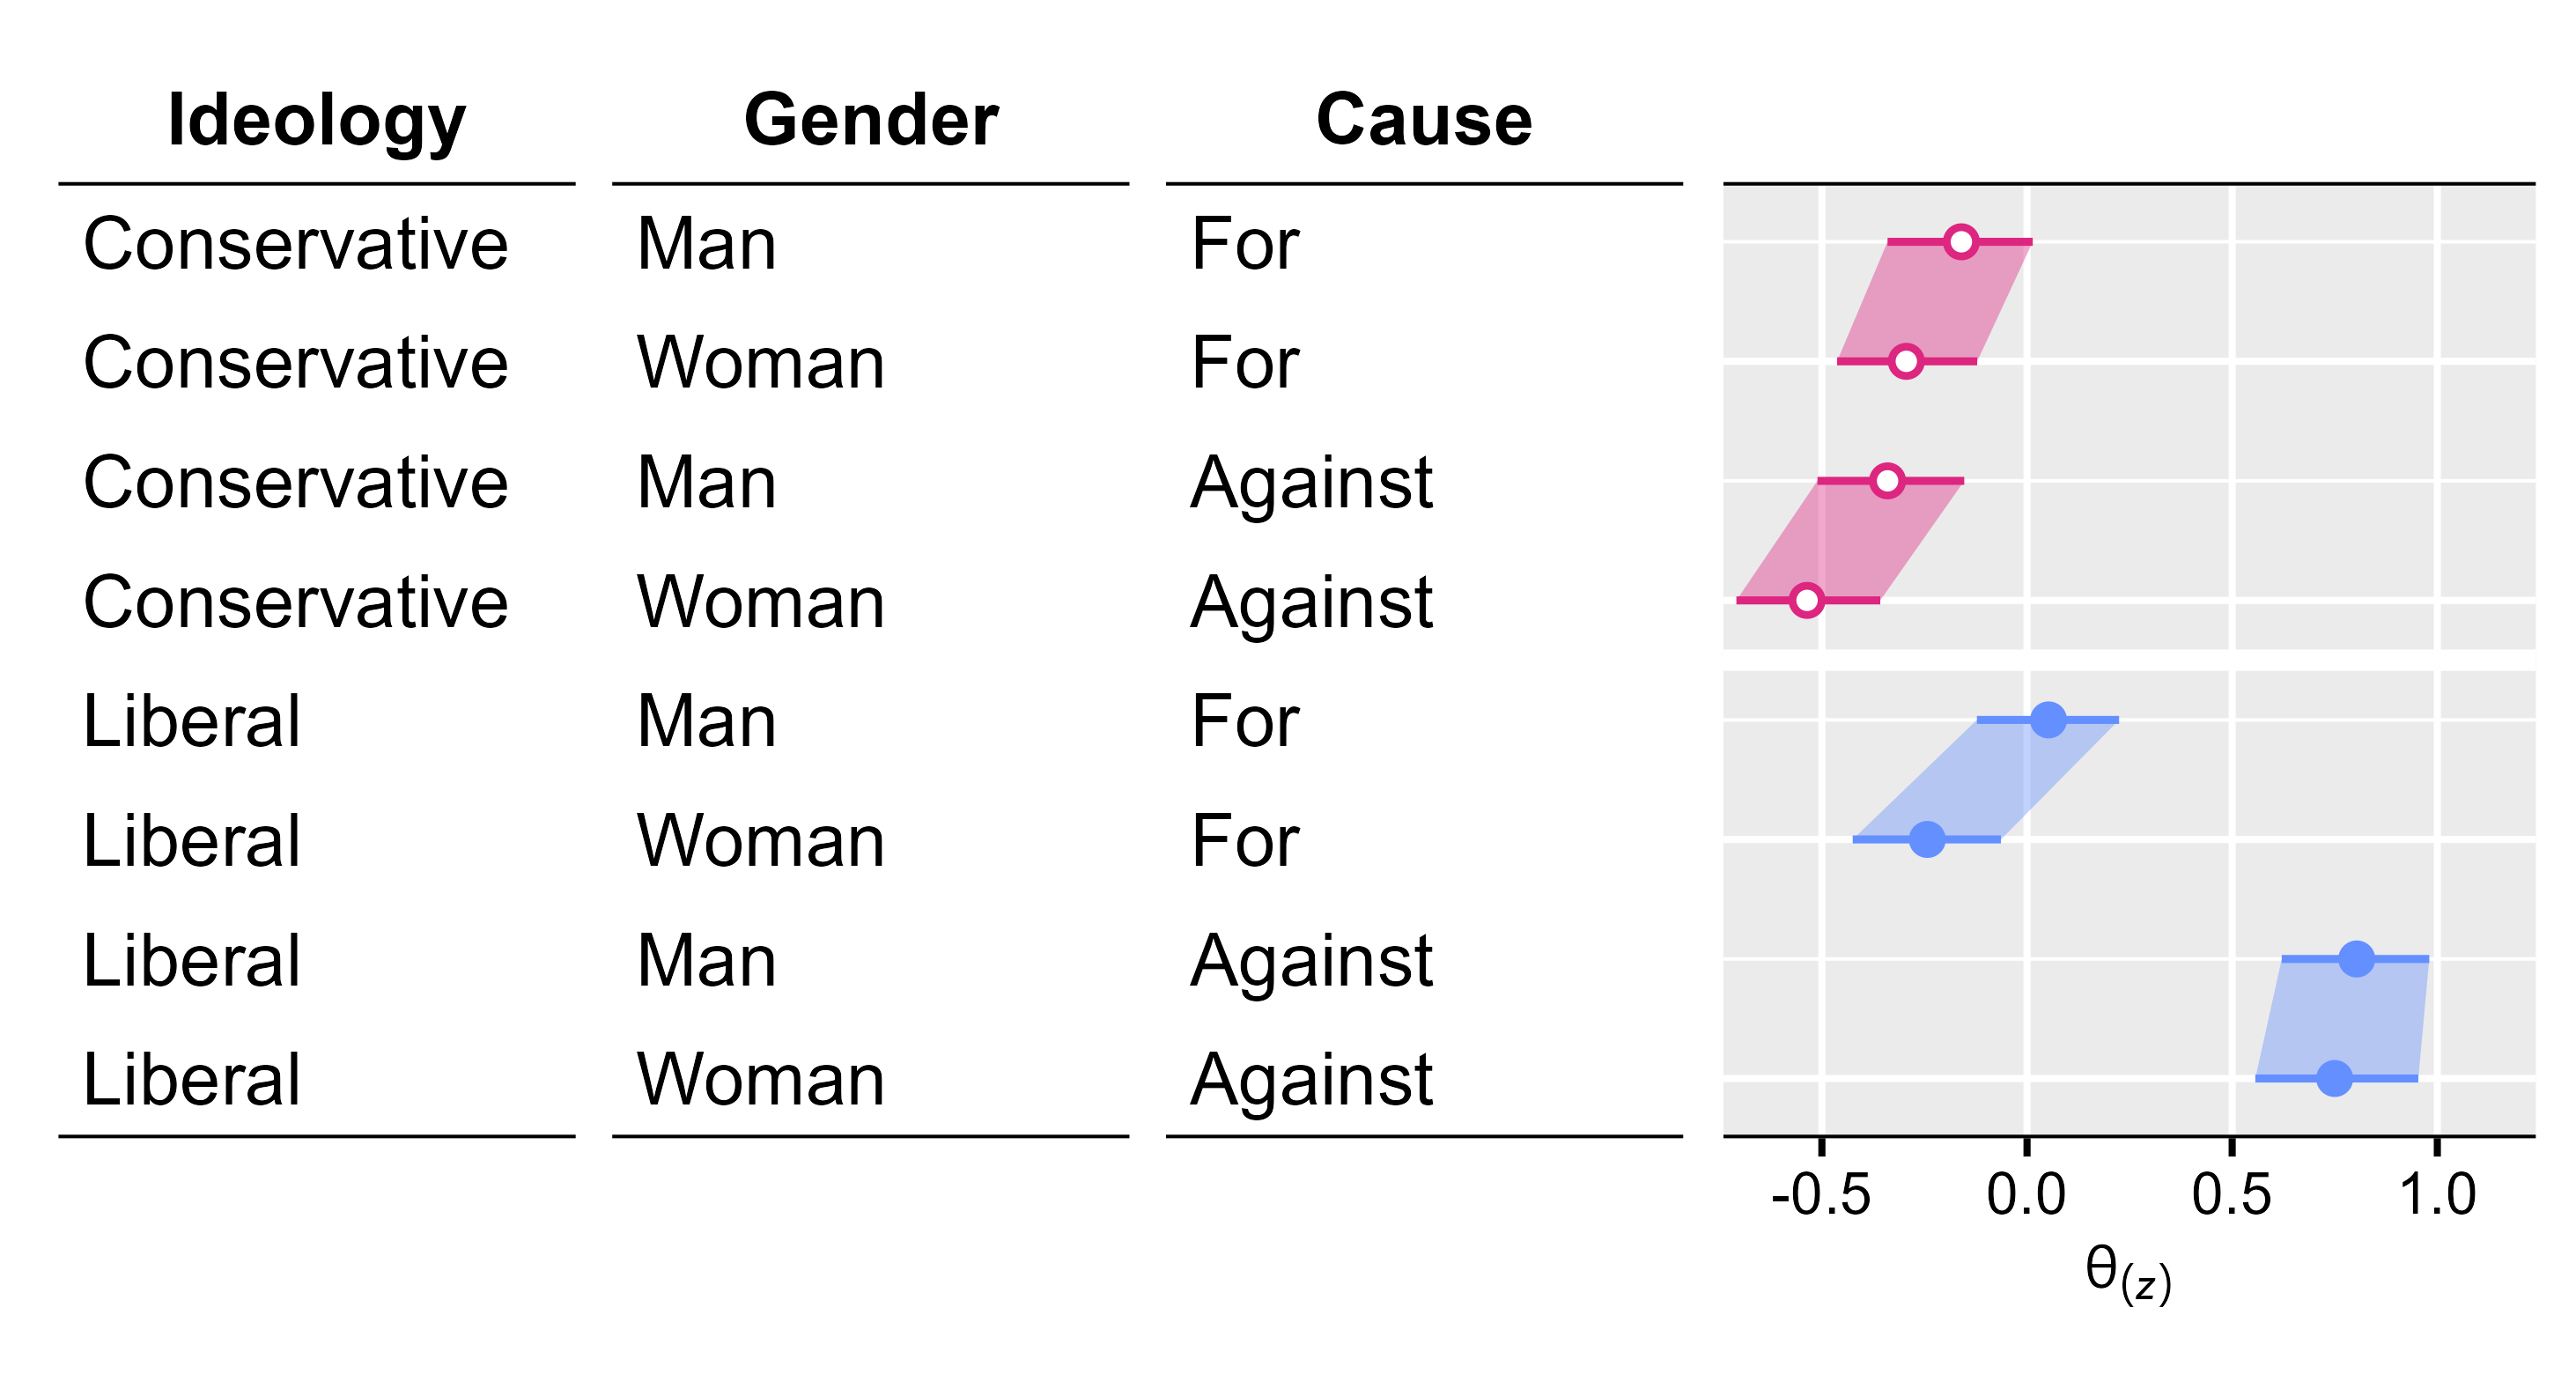 Ideology Gender Cause
Conservative Man For
Conservative Woman For
Conservative Man Against
Conservative Woman Against
Liberal Man For
Liberal Woman For
Liberal Man Against
Liberal Woman Against
-0.5 0.0 0.5 1.0
θ(z)